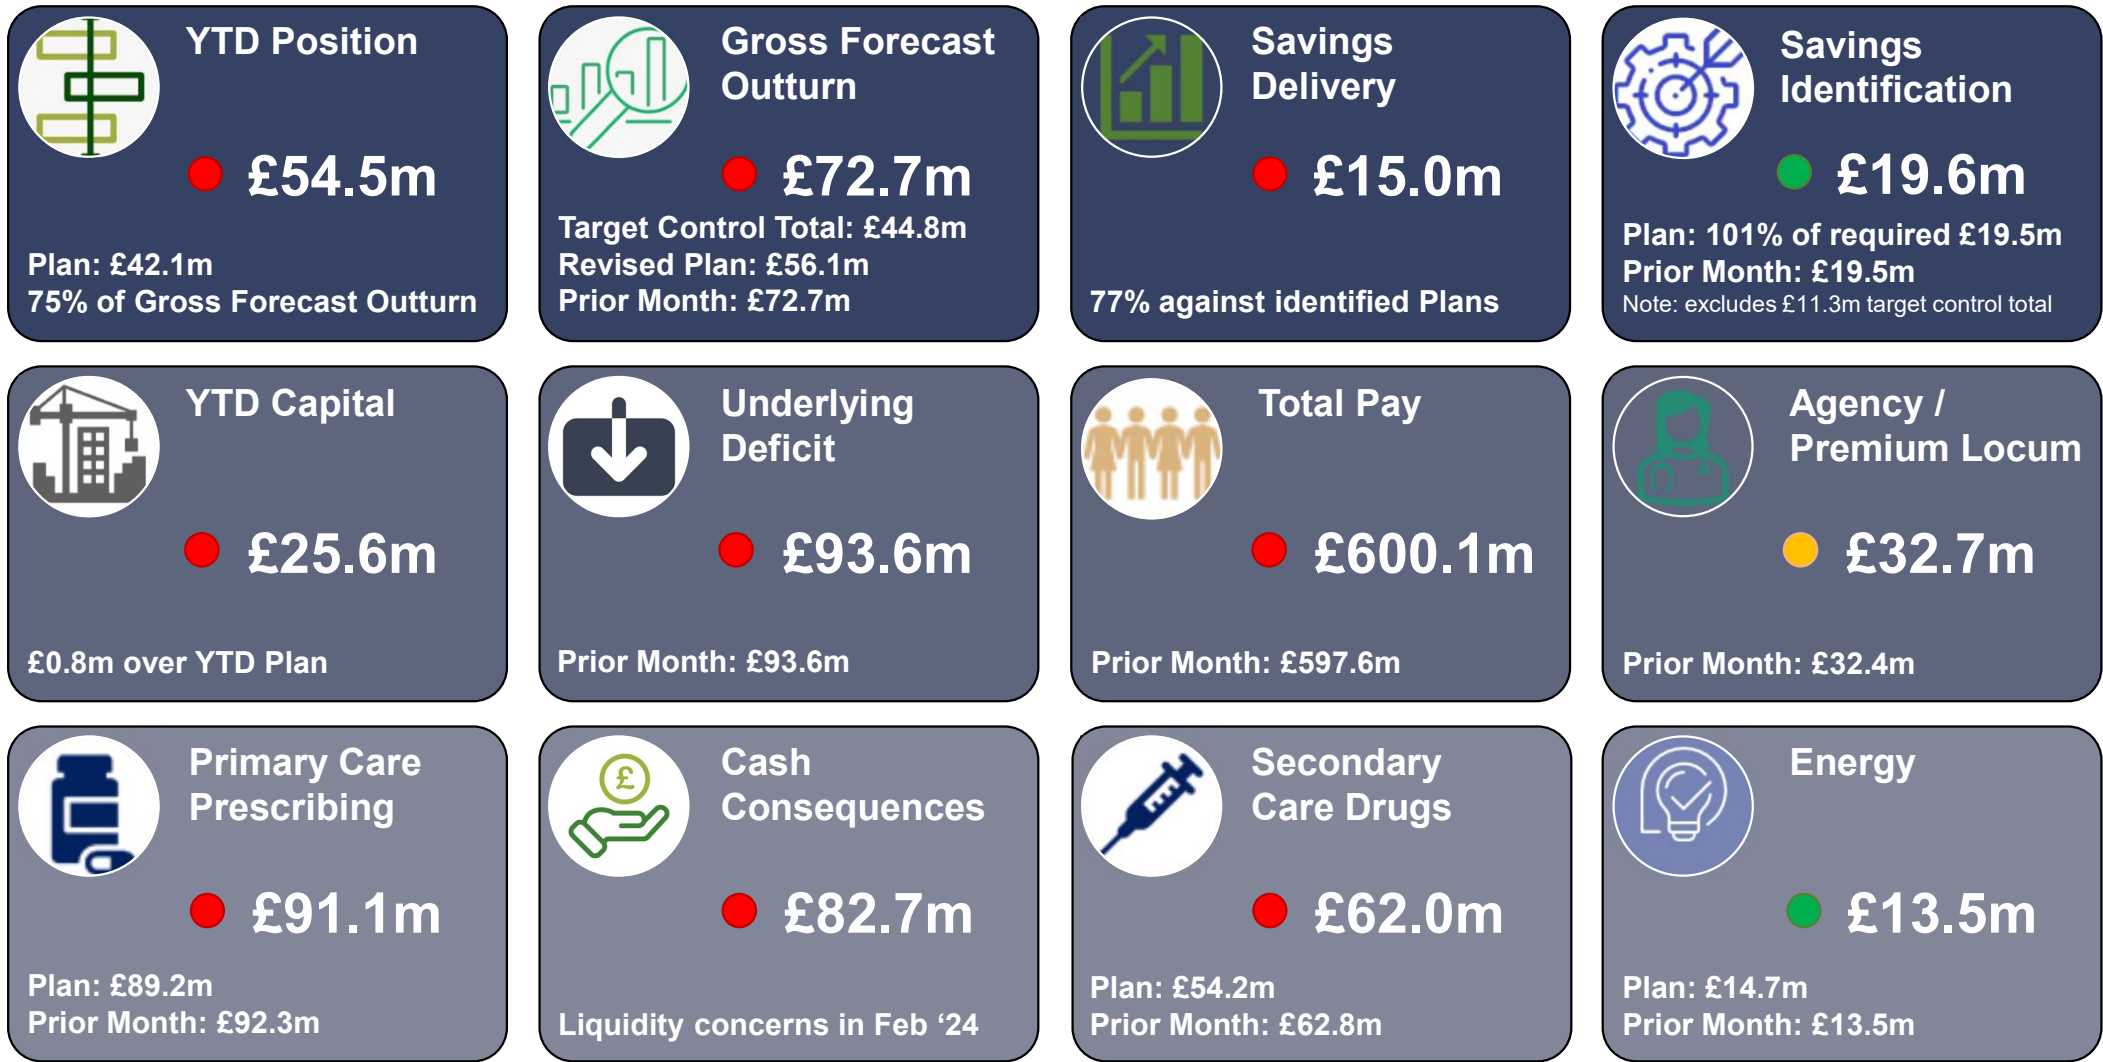 YTD Position
£54.5m
Plan: £42.1m
75% of Gross Forecast Outturn
Gross Forecast
Outturn
£72.7m
Target Control Total: £44.8m
Revised Plan: £56.1m
Prior Month: £72.7m
Savings
Delivery
£15.0m
77% against identified Plans
Savings
Identification
£19.6m
Plan: 101% of required £19.5m
Prior Month: £19.5m
Note: excludes £11.3m target control total
YTD Capital
£25.6m
£0.8m over YTD Plan
Underlying
Deficit
£93.6m
Prior Month: £93.6m
Total Pay
£600.1m
Prior Month: £597.6m
Agency /
Premium Locum
£32.7m
Prior Month: £32.4m
Primary Care
Prescribing
£91.1m
Plan: £89.2m
Prior Month: £92.3m
£
Cash
Consequences
£82.7m
Liquidity concerns in Feb ‘24
Secondary
Care Drugs
£62.0m
Plan: £54.2m
Prior Month: £62.8m
Energy
£13.5m
Plan: £14.7m
Prior Month: £13.5m